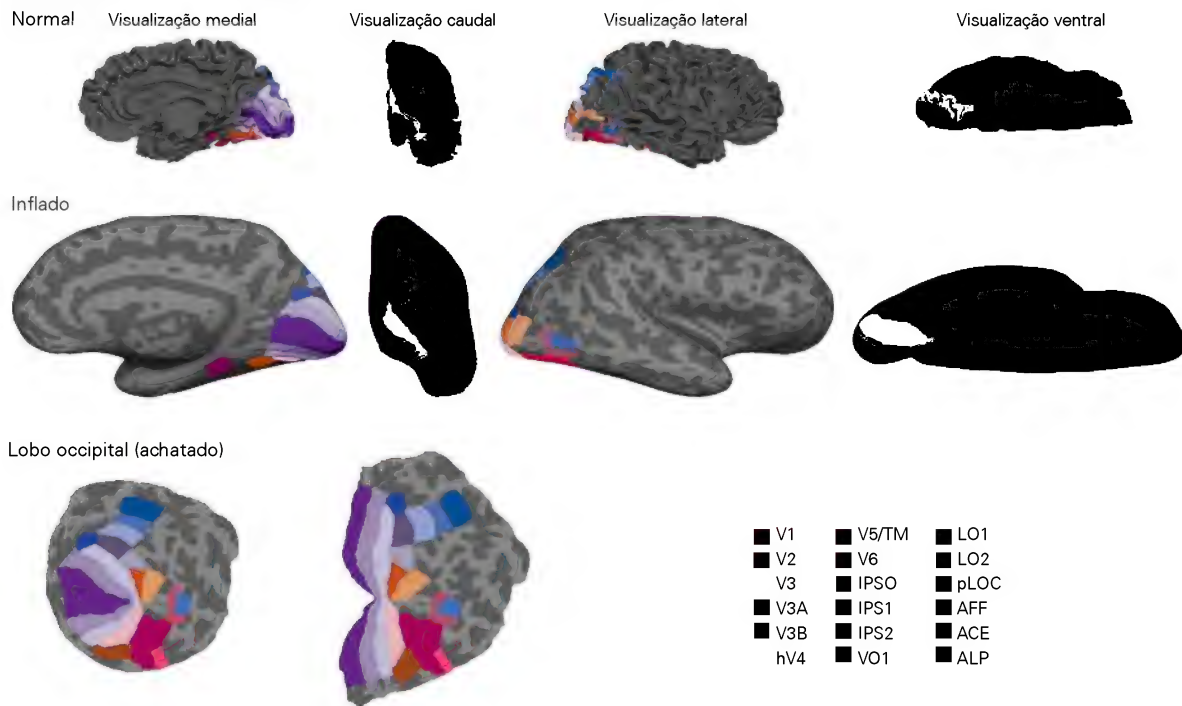 Normal
Visualização medial
Visualização caudal
Visualização lateral
Visualização ventral
Inflado
Lobo occipital (achatado)
V1
V2
V3
V3A
V3B
hV4
V5/TM
V6
IPSO
IPS1
IPS2
VO1
LO1
LO2
pLOC
AFF
ACE
ALP